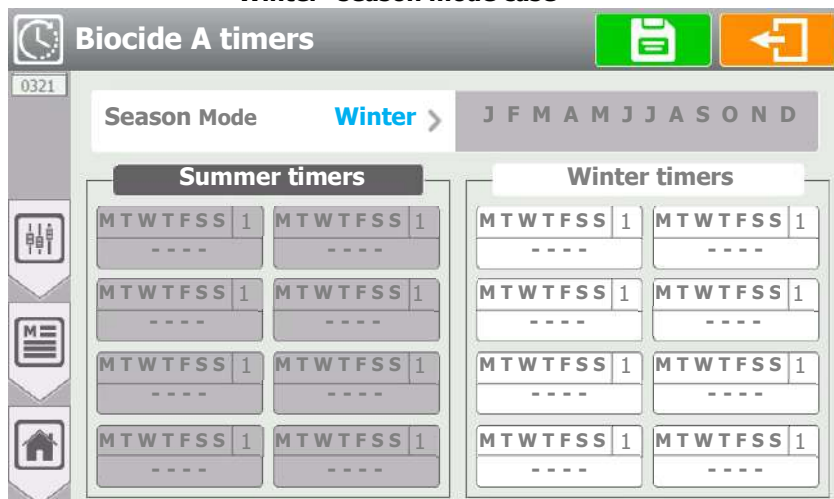 Biocide A timers
0321
Season Mode Winter > J F M A M J J A S O N D
Summer timers Winter timers
M T W T F S S 1 M T W T F S S 1 M T W T F S S 1 M T W T F S S 1
- - - - - - - - - - - - - - - -
M T W T F S S 1 M T W T F S S 1 M T W T F S S 1 M T W T F S S 1
- - - - - - - - - - - - - - - -
M
M T W T F S S 1 M T W T F S S 1 M T W T F S S 1 M T W T F S S 1
- - - - - - - - - - - - - - - -
M T W T F S S 1 M T W T F S S 1 M T W T F S S 1 M T W T F S S 1
- - - - - - - - - - - - - - - -